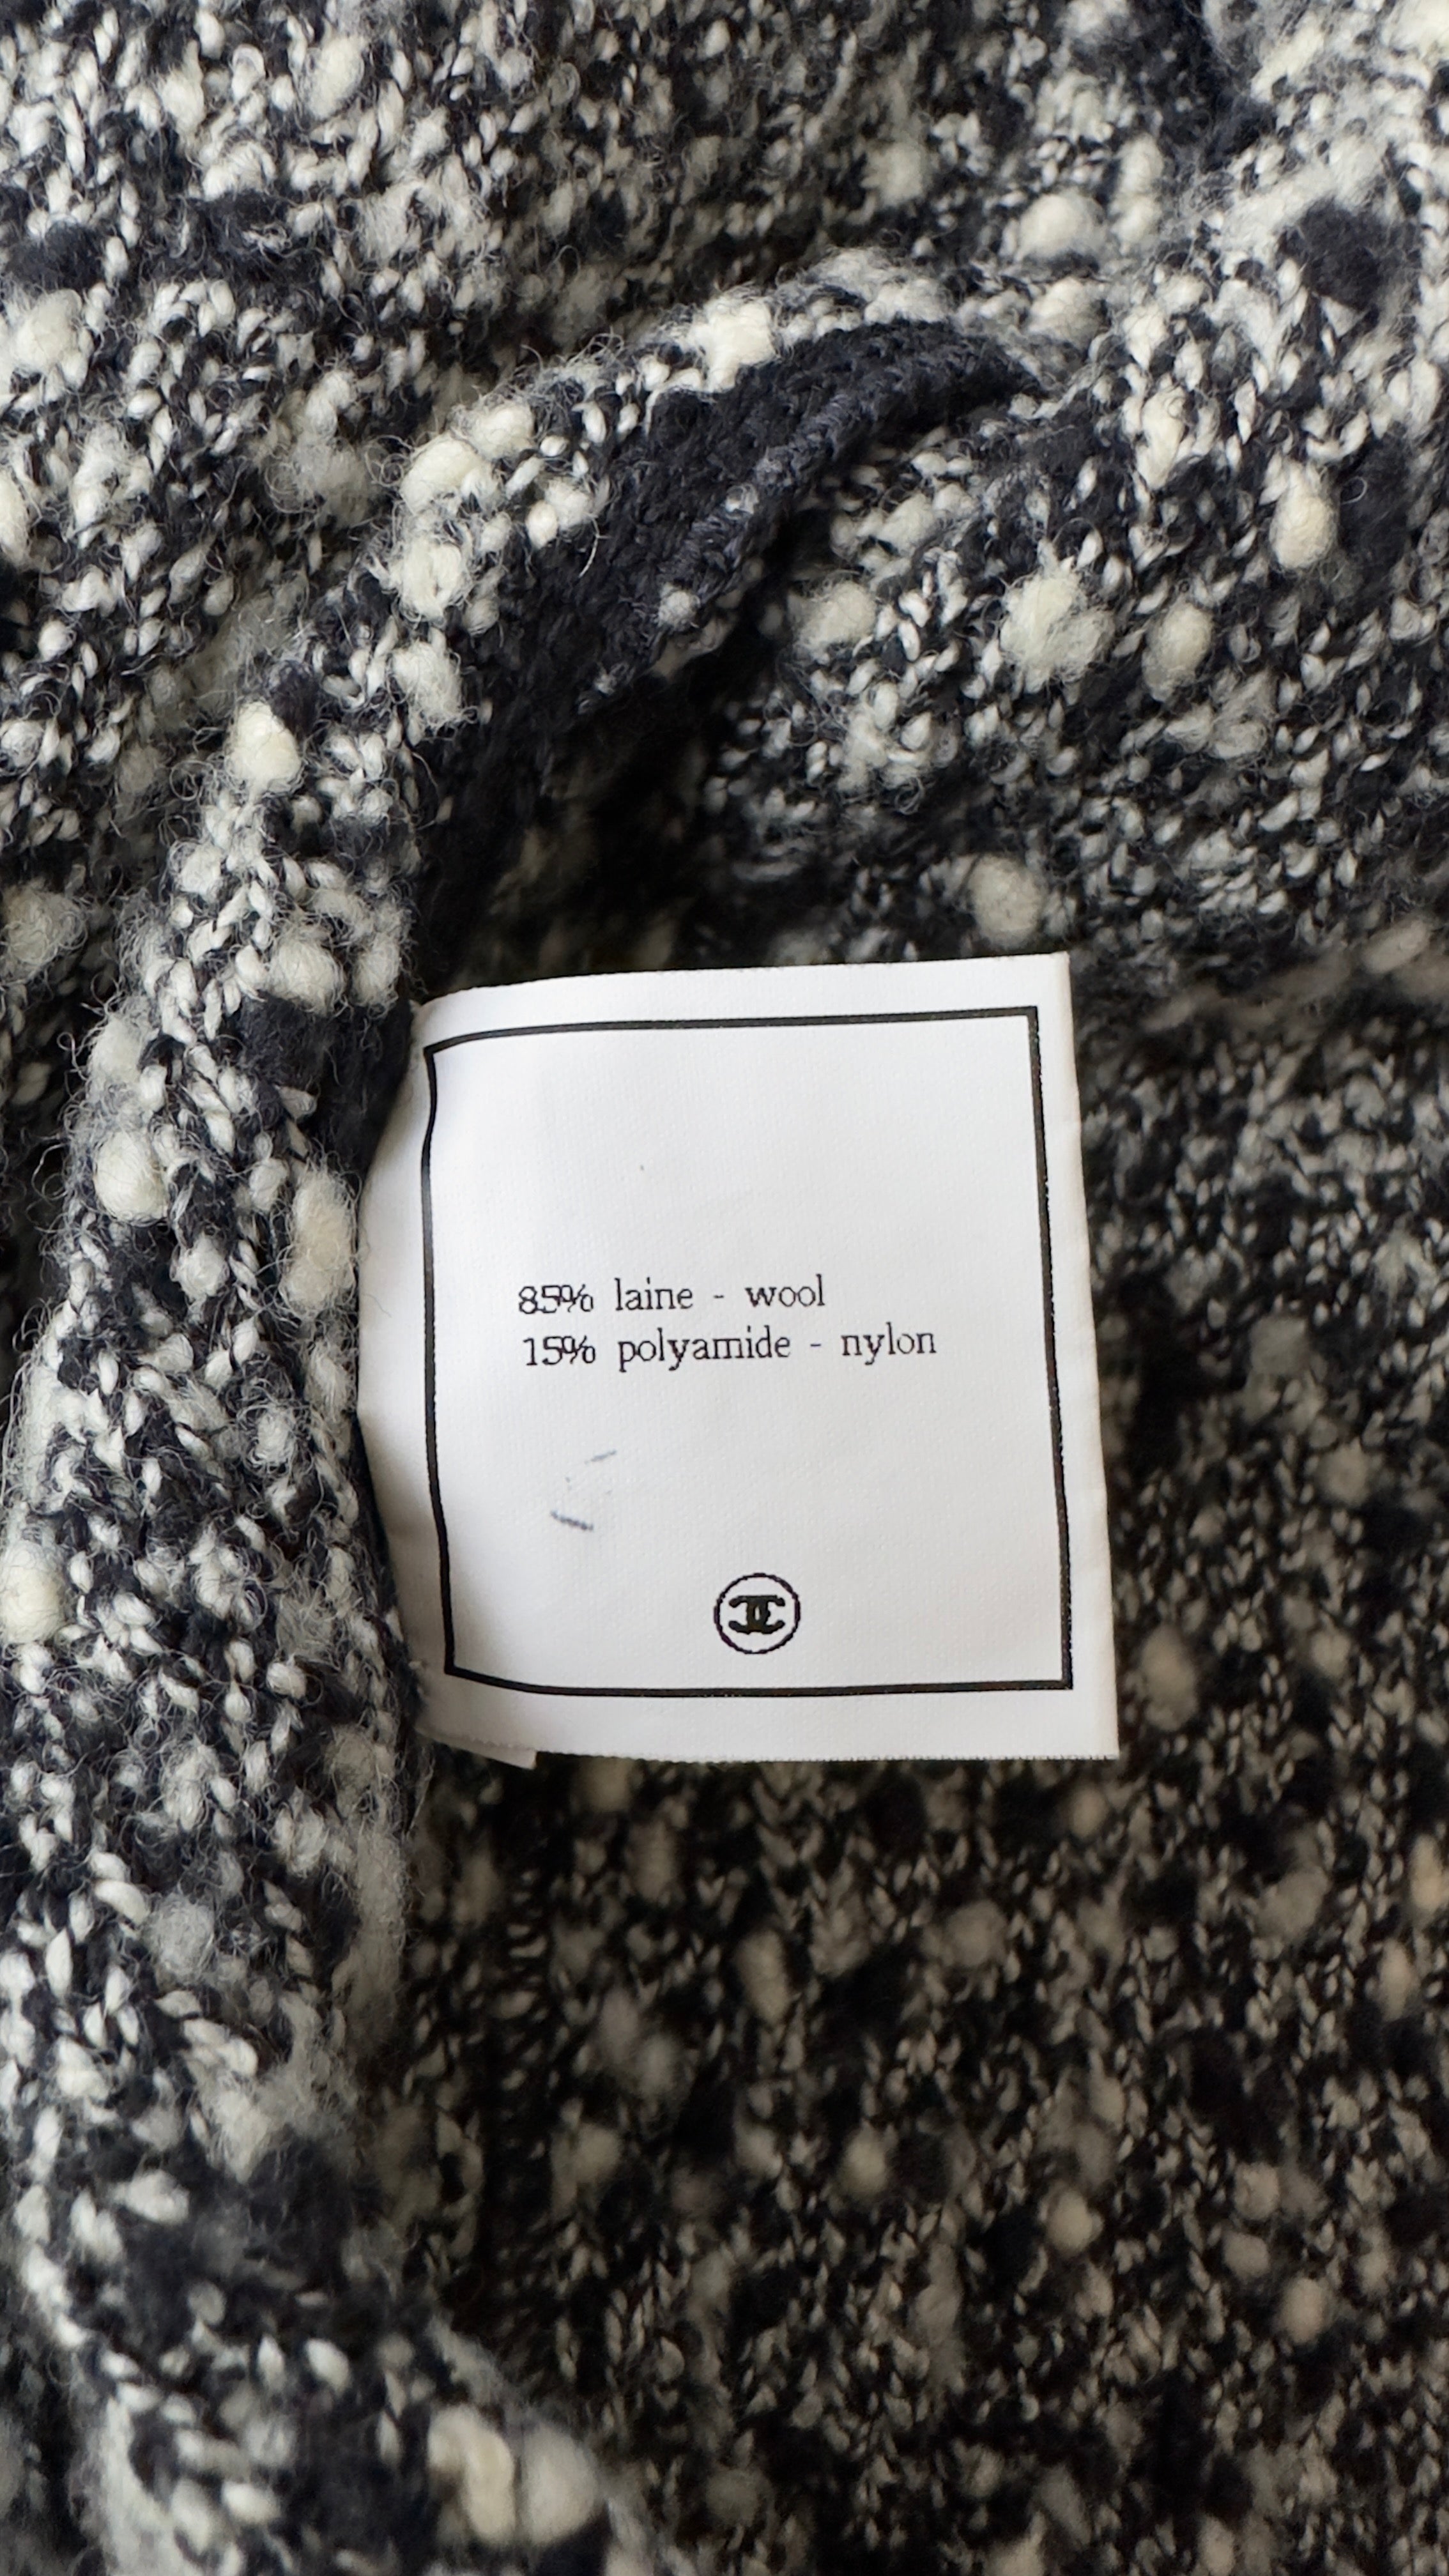 85% laine - wool
15% polyamide - nylon